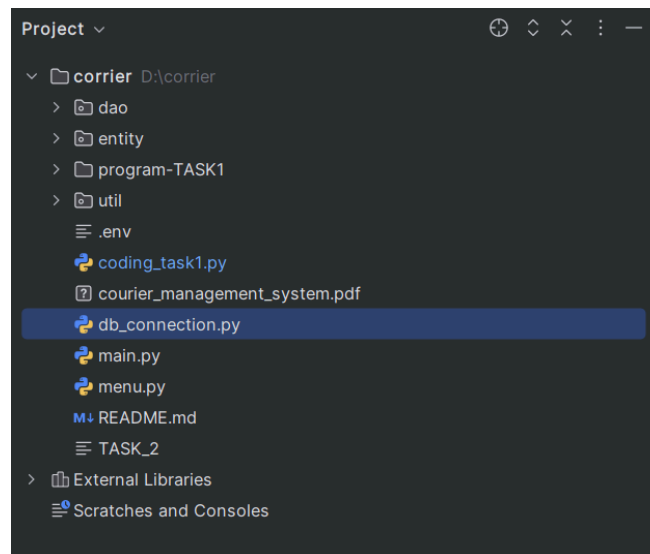 Project
corrier D:\corrier
dao
entity
program-TASK1
util
.env
coding_task1.py
courier_management_system.pdf
db_connection.py
main.py
menu.py
M↓ README.md
TASK_2
External Libraries
Scratches and Consoles